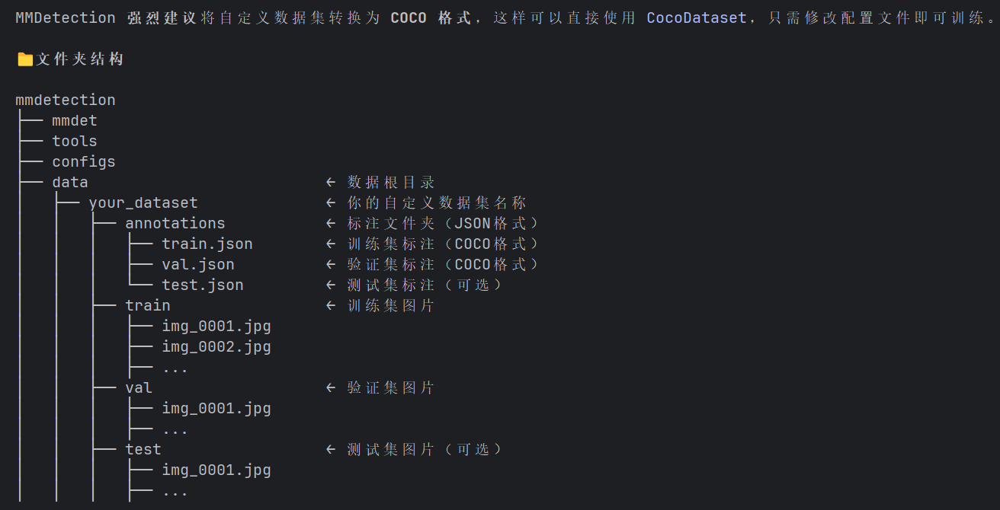 MMDetection 强烈建议将自定义数据集转换为 COCO 格式，这样可以直接使用 CocoDataset，只需修改配置文件即可训练。
📁文件夹结构
mmdetection
├── mmdet
├── tools
├── configs
├── data ← 数据根目录
│   ├── your_dataset ← 你的自定义数据集名称
│   │   ├── annotations ← 标注文件夹（JSON格式）
│   │   │   ├── train.json ← 训练集标注（COCO格式）
│   │   │   ├── val.json ← 验证集标注（COCO格式）
│   │   │   └── test.json ← 测试集标注（可选）
│   │   ├── train ← 训练集图片
│   │   │   ├── img_0001.jpg
│   │   │   ├── img_0002.jpg
│   │   │   ├── ...
│   │   ├── val ← 验证集图片
│   │   │   ├── img_0001.jpg
│   │   │   ├── ...
│   │   ├── test ← 测试集图片（可选）
│   │   │   ├── img_0001.jpg
│   │   │   ├── ...